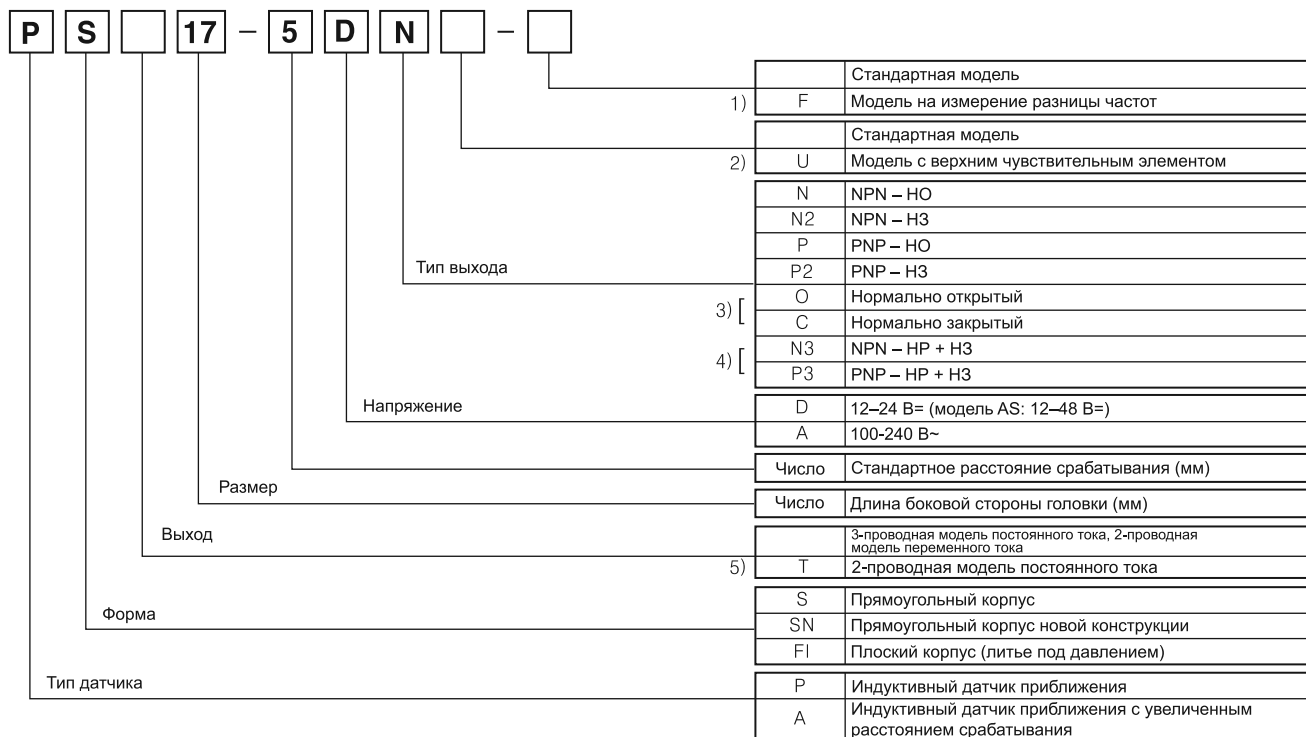 P S 17 – 5 D N –
Стандартная модель
1) F Модель на измерение разницы частот
Стандартная модель
2) U Модель с верхним чувствительным элементом
N NPN – НО
N2 NPN – НЗ
P PNP – НО
Тип выхода P2 PNP – НЗ
3) [ O Нормально открытый
C Нормально закрытый
4) [ N3 NPN – НР + НЗ
P3 PNP – НР + НЗ
Напряжение D 12–24 В= (модель AS: 12–48 В=)
A 100-240 В~
Число Стандартное расстояние срабатывания (мм)
Размер Число Длина боковой стороны головки (мм)
Выход 3-проводная модель постоянного тока, 2-проводная
модель переменного тока
5) T 2-проводная модель постоянного тока
S Прямоугольный корпус
Форма SN Прямоугольный корпус новой конструкции
FI Плоский корпус (литье под давлением)
Тип датчика P Индуктивный датчик приближения
A Индуктивный датчик приближения с увеличенным
расстоянием срабатывания